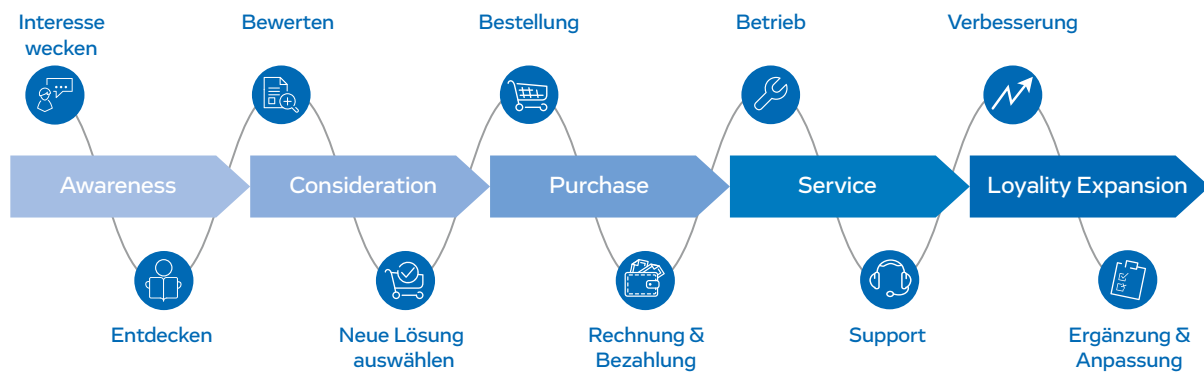 Interesse
wecken
Bewerten
Bestellung
Betrieb
Verbesserung
Awareness
Consideration
Purchase
Service
Loyality Expansion
Entdecken
Neue Lösung
auswählen
Rechnung &
Bezahlung
Support
Ergänzung &
Anpassung